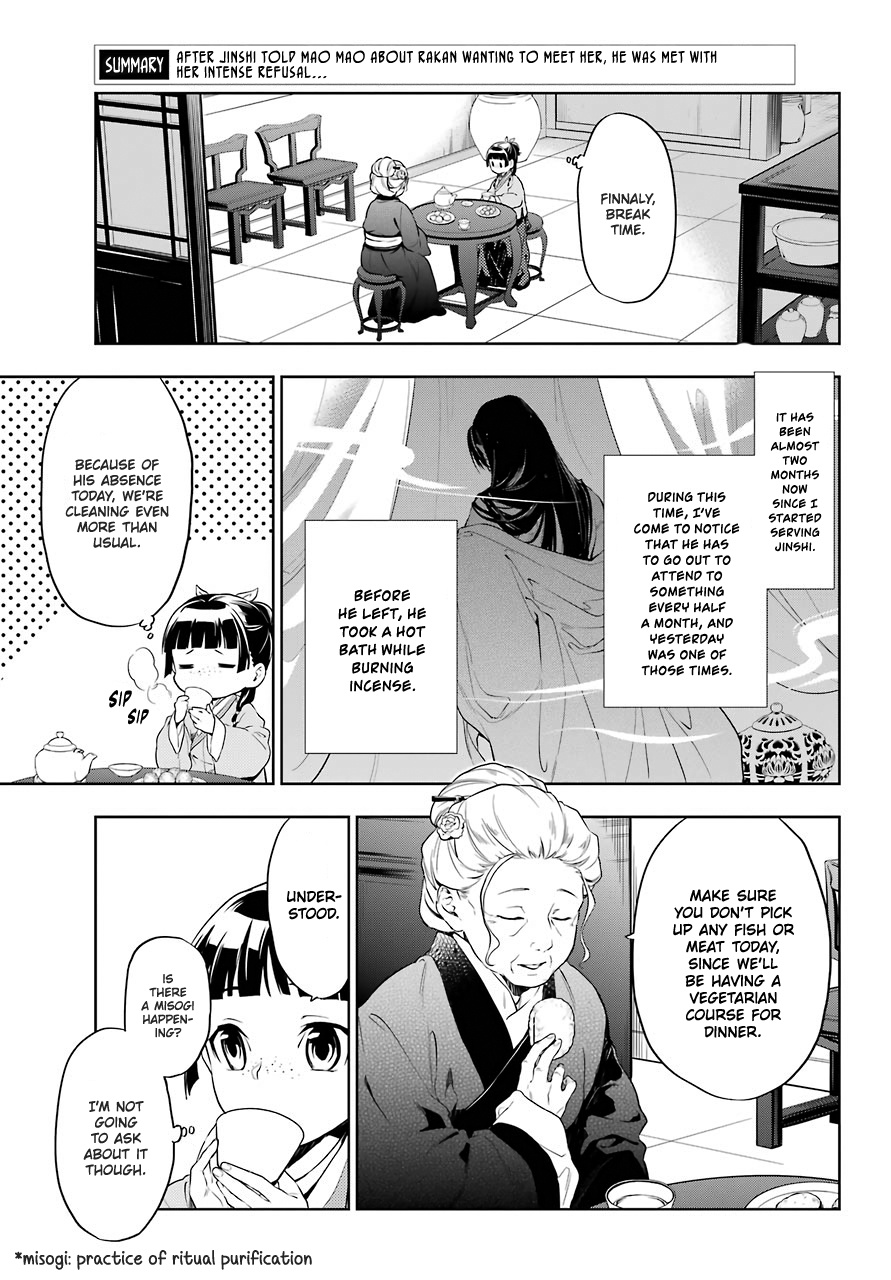 SUMMARY
AFTER JINSHI TOLD MAO MAO ABOUT RAKAN WANTING TO MEET HER, HE WAS MET WITH
HER INTENSE REFUSAL...
FINNALY,
BREAK
TIME.
IT HAS
BEEN
ALMOST
TWO
MONTHS
NOW
SINCE I
STARTED
SERVING
JINSHI.
DURING THIS
TIME, I'VE
COME TO NOTICE
THAT HE HAS
TO GO OUT TO
ATTEND TO
SOMETHING
EVERY HALF
A MONTH, AND
YESTERDAY
WAS ONE OF
THOSE TIMES.
BEFORE
HE LEFT, HE
TOOK A HOT
BATH WHILE
BURNING
INCENSE.
BECAUSE OF
HIS ABSENCE
TODAY, WE'RE
CLEANING EVEN
MORE THAN
USUAL.
SIP
SIP
MAKE SURE
YOU DON'T PICK
UP ANY FISH OR
MEAT TODAY,
SINCE WE'LL
BE HAVING A
VEGETARIAN
COURSE FOR
DINNER.
UNDER-
STOOD.
IS
THERE
A MISOGI
HAPPEN-
ING?
I'M NOT
GOING TO
ASK
ABOUT IT
THOUGH.
*misogi: practice of ritual purification